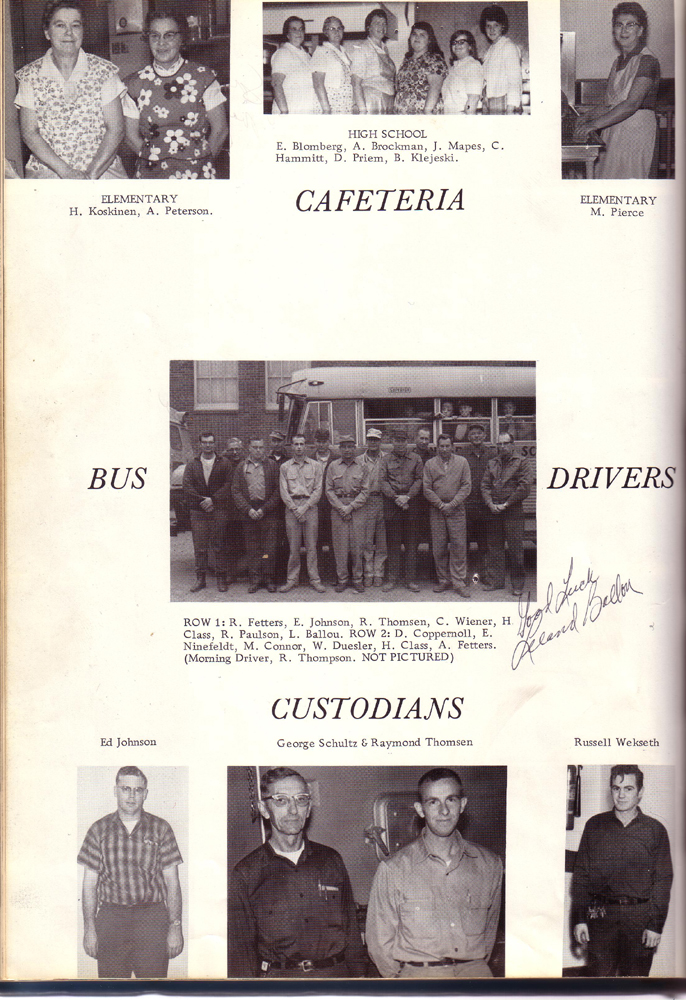 HIGH SCHOOL
E. Blomberg, A. Brockman, J. Mapes, C.
Hammitt, D. Priem, B. Klejeski.
ELEMENTARY
H. Koskinen, A. Peterson.
CAFETERIA
ELEMENTARY
M. Pierce
BUS
SC
DRIVERS
ROW 1: R. Fetters, E. Johnson, R. Thomsen, C. Wiener, H.
Class, R. Paulson, L. Ballou. ROW 2: D. Coppernoll, E.
Ninefeldt, M. Connor, W. Duesler, H. Class, A. Fetters.
(Morning Driver, R. Thompson. NOT PICTURED)
Good Luck
Leland Ballou
CUSTODIANS
Ed Johnson
George Schultz & Raymond Thomsen
Russell Wekseth